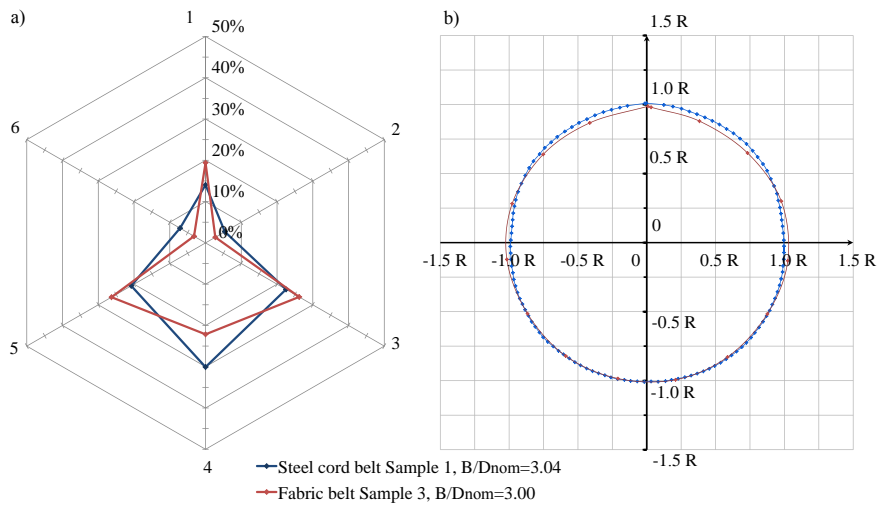 a)
1
50%
40%
30%
20%
10%
0%
2
3
4
5
6
b)
1.5 R
1.0 R
0.5 R
0
-1.5 R
-1.0 R
-0.5 R
0
0.5 R
1.0 R
1.5 R
-0.5 R
-1.0 R
-1.5 R
Steel cord belt Sample 1, B/Dnom=3.04
Fabric belt Sample 3, B/Dnom=3.00